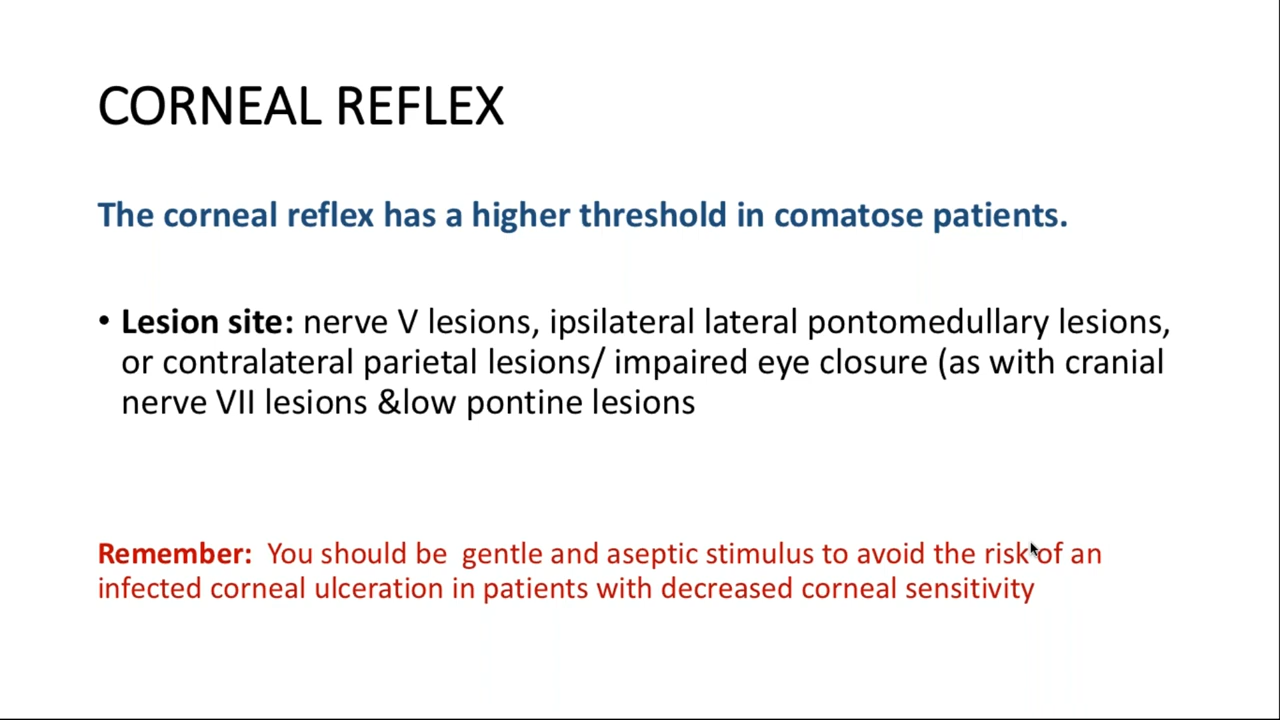 CORNEAL REFLEX
The corneal reflex has a higher threshold in comatose patients.
• Lesion site: nerve V lesions, ipsilateral lateral pontomedullary lesions,
or contralateral parietal lesions/ impaired eye closure (as with cranial
nerve VII lesions &low pontine lesions
Remember:  You should be  gentle and aseptic stimulus to avoid the risk of an
infected corneal ulceration in patients with decreased corneal sensitivity